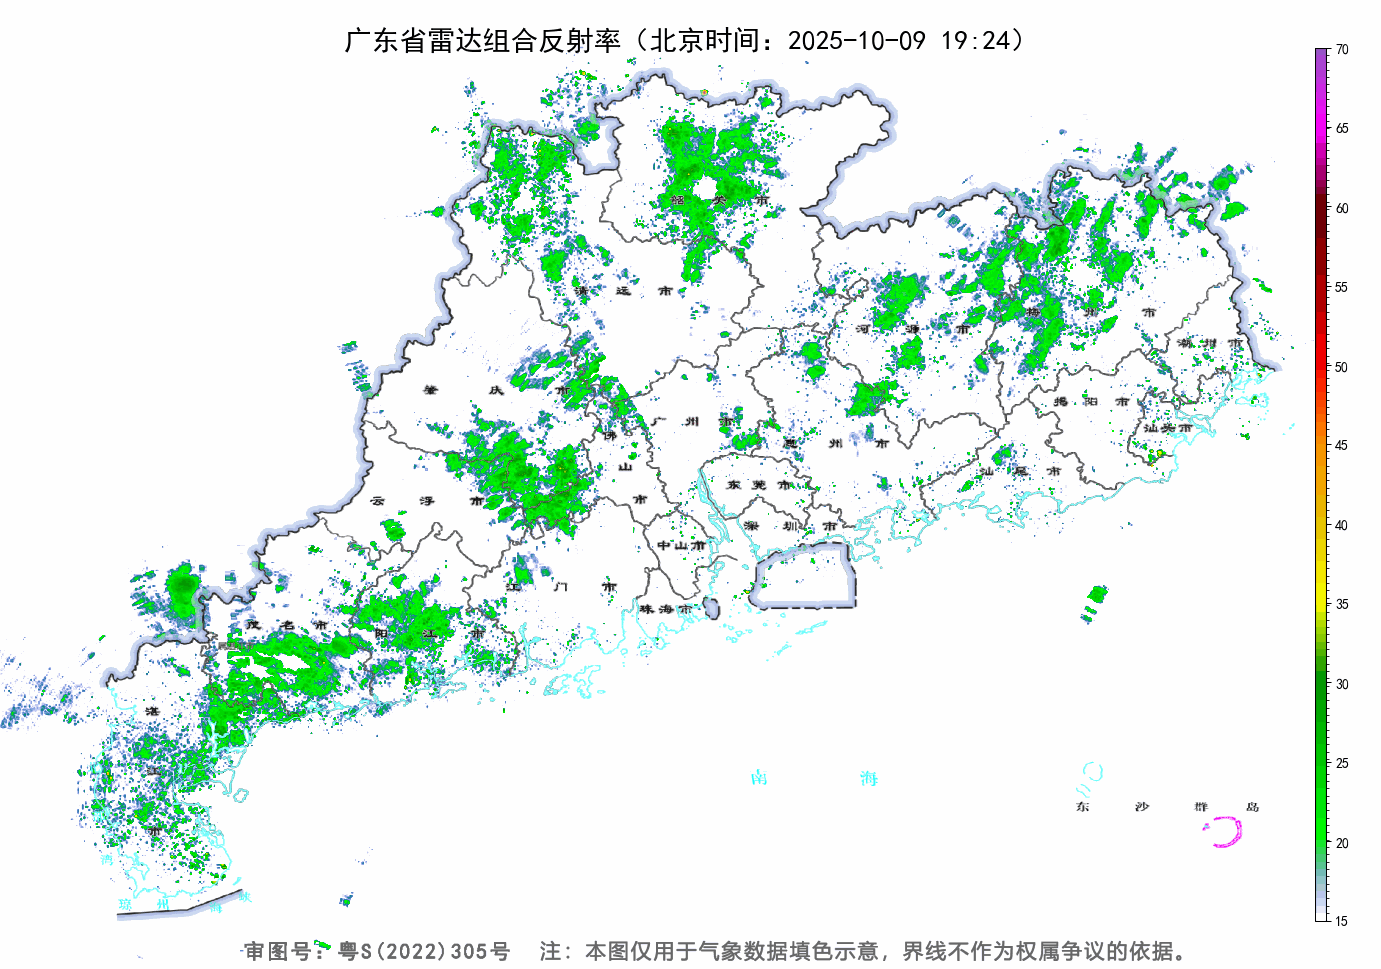 广东省雷达组合反射率（北京时间：2025-10-09 19:24）
70
65
60
55
50
45
40
35
30
25
20
15
韶关市
清远市
河源市
梅州市
潮州市
肇庆市
广州市
揭阳市
汕头市
佛山市
惠州市
云浮市
东莞市
汕尾市
深圳市
中山市
江门市
珠海市
茂名市
阳江市
湛江市
南海
东沙群岛
湾
琼州海峡
审图号：粤S(2022)305号 注：本图仅用于气象数据填色示意，界线不作为权属争议的依据。